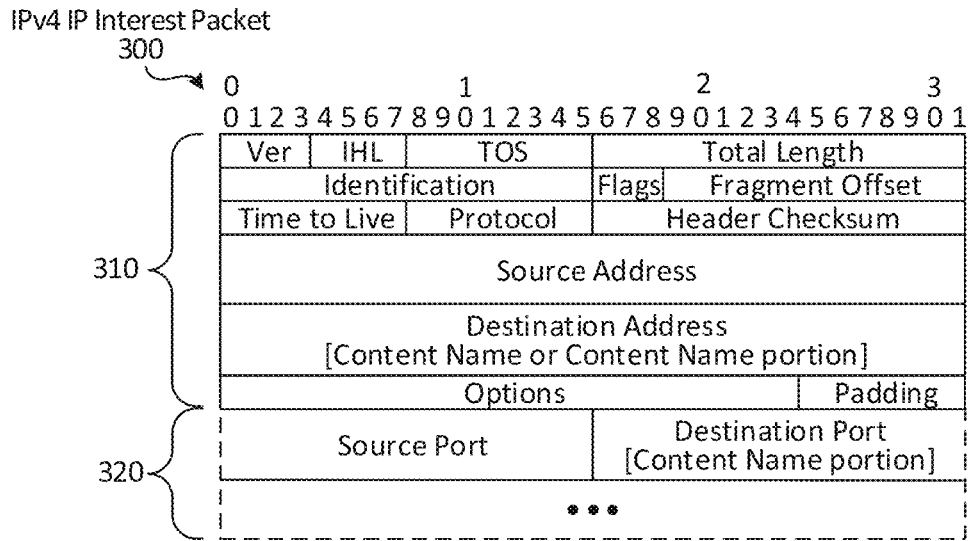 IPv4 IP Interest Packet
300
0 1 2 3
0 1 2 3 4 5 6 7 8 9 0 1 2 3 4 5 6 7 8 9 0 1 2 3 4 5 6 7 8 9 0 1
Ver IHL TOS Total Length
Identification Flags Fragment Offset
Time to Live Protocol Header Checksum
310
Source Address
Destination Address
[Content Name or Content Name portion]
Options Padding
320
Source Port Destination Port
[Content Name portion]
•••